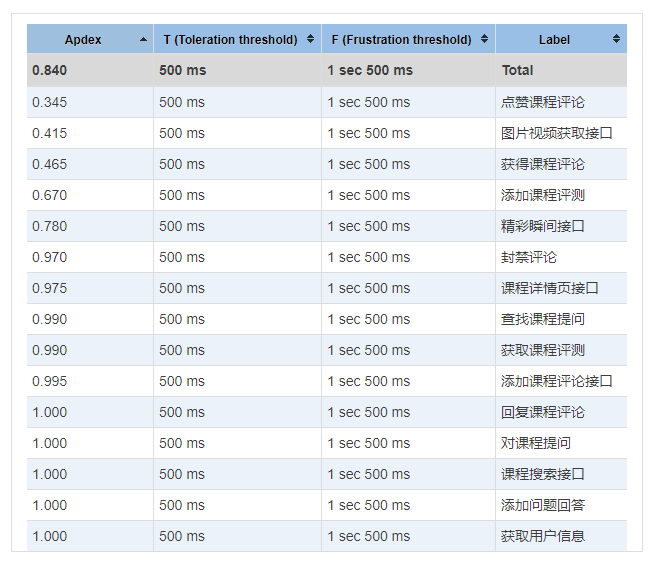 Apdex T (Toleration threshold) F (Frustration threshold) Label
0.840 500 ms 1 sec 500 ms Total
0.345 500 ms 1 sec 500 ms 点赞课程评论
0.415 500 ms 1 sec 500 ms 图片视频获取接口
0.465 500 ms 1 sec 500 ms 获得课程评论
0.670 500 ms 1 sec 500 ms 添加课程评测
0.780 500 ms 1 sec 500 ms 精彩瞬间接口
0.970 500 ms 1 sec 500 ms 封禁评论
0.975 500 ms 1 sec 500 ms 课程详情页接口
0.990 500 ms 1 sec 500 ms 查找课程提问
0.990 500 ms 1 sec 500 ms 获取课程评测
0.995 500 ms 1 sec 500 ms 添加课程评论接口
1.000 500 ms 1 sec 500 ms 回复课程评论
1.000 500 ms 1 sec 500 ms 对课程提问
1.000 500 ms 1 sec 500 ms 课程搜索接口
1.000 500 ms 1 sec 500 ms 添加问题回答
1.000 500 ms 1 sec 500 ms 获取用户信息